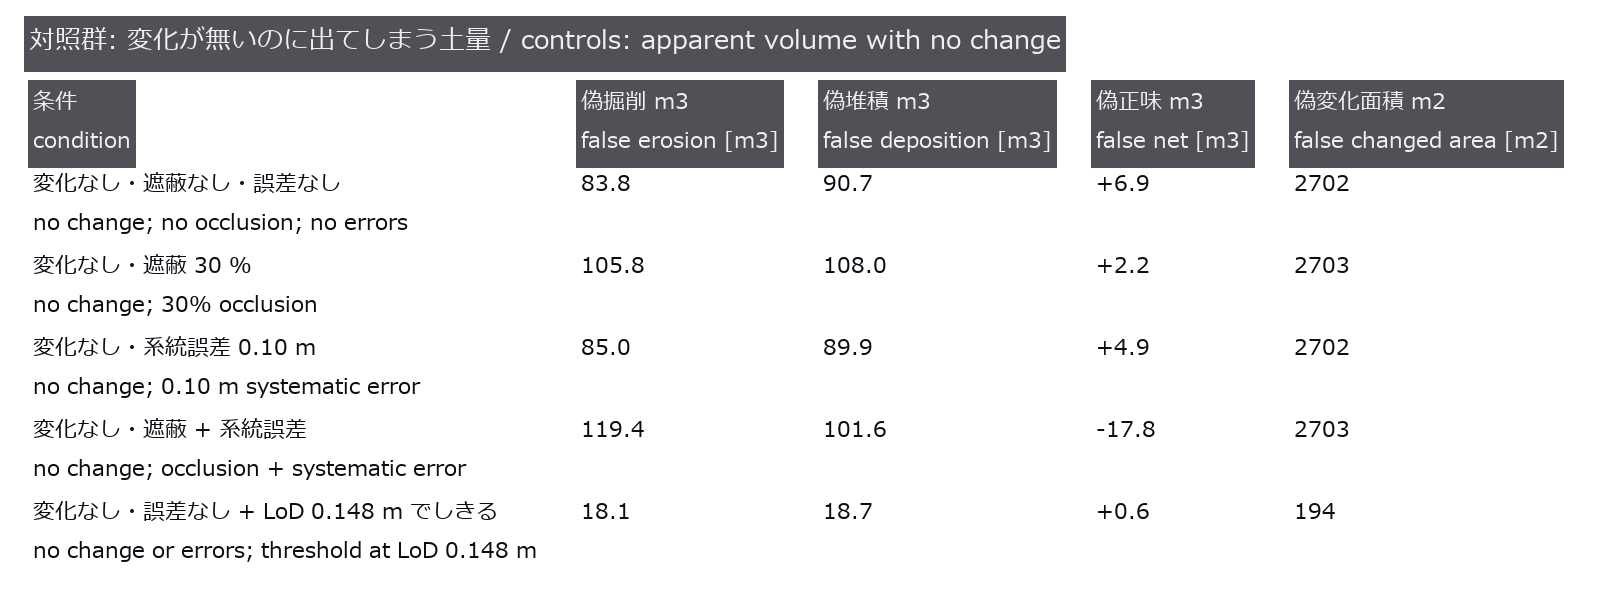 対照群: 変化が無いのに出てしまう土量 / controls: apparent volume with no change
条件 偽掘削 m3 偽堆積 m3 偽正味 m3 偽変化面積 m2
condition false erosion [m3] false deposition [m3] false net [m3] false changed area [m2]
変化なし・遮蔽なし・誤差なし 83.8 90.7 +6.9 2702
no change; no occlusion; no errors
変化なし・遮蔽 30 % 105.8 108.0 +2.2 2703
no change; 30% occlusion
変化なし・系統誤差 0.10 m 85.0 89.9 +4.9 2702
no change; 0.10 m systematic error
変化なし・遮蔽 + 系統誤差 119.4 101.6 -17.8 2703
no change; occlusion + systematic error
変化なし・誤差なし + LoD 0.148 m でしきる 18.1 18.7 +0.6 194
no change or errors; threshold at LoD 0.148 m